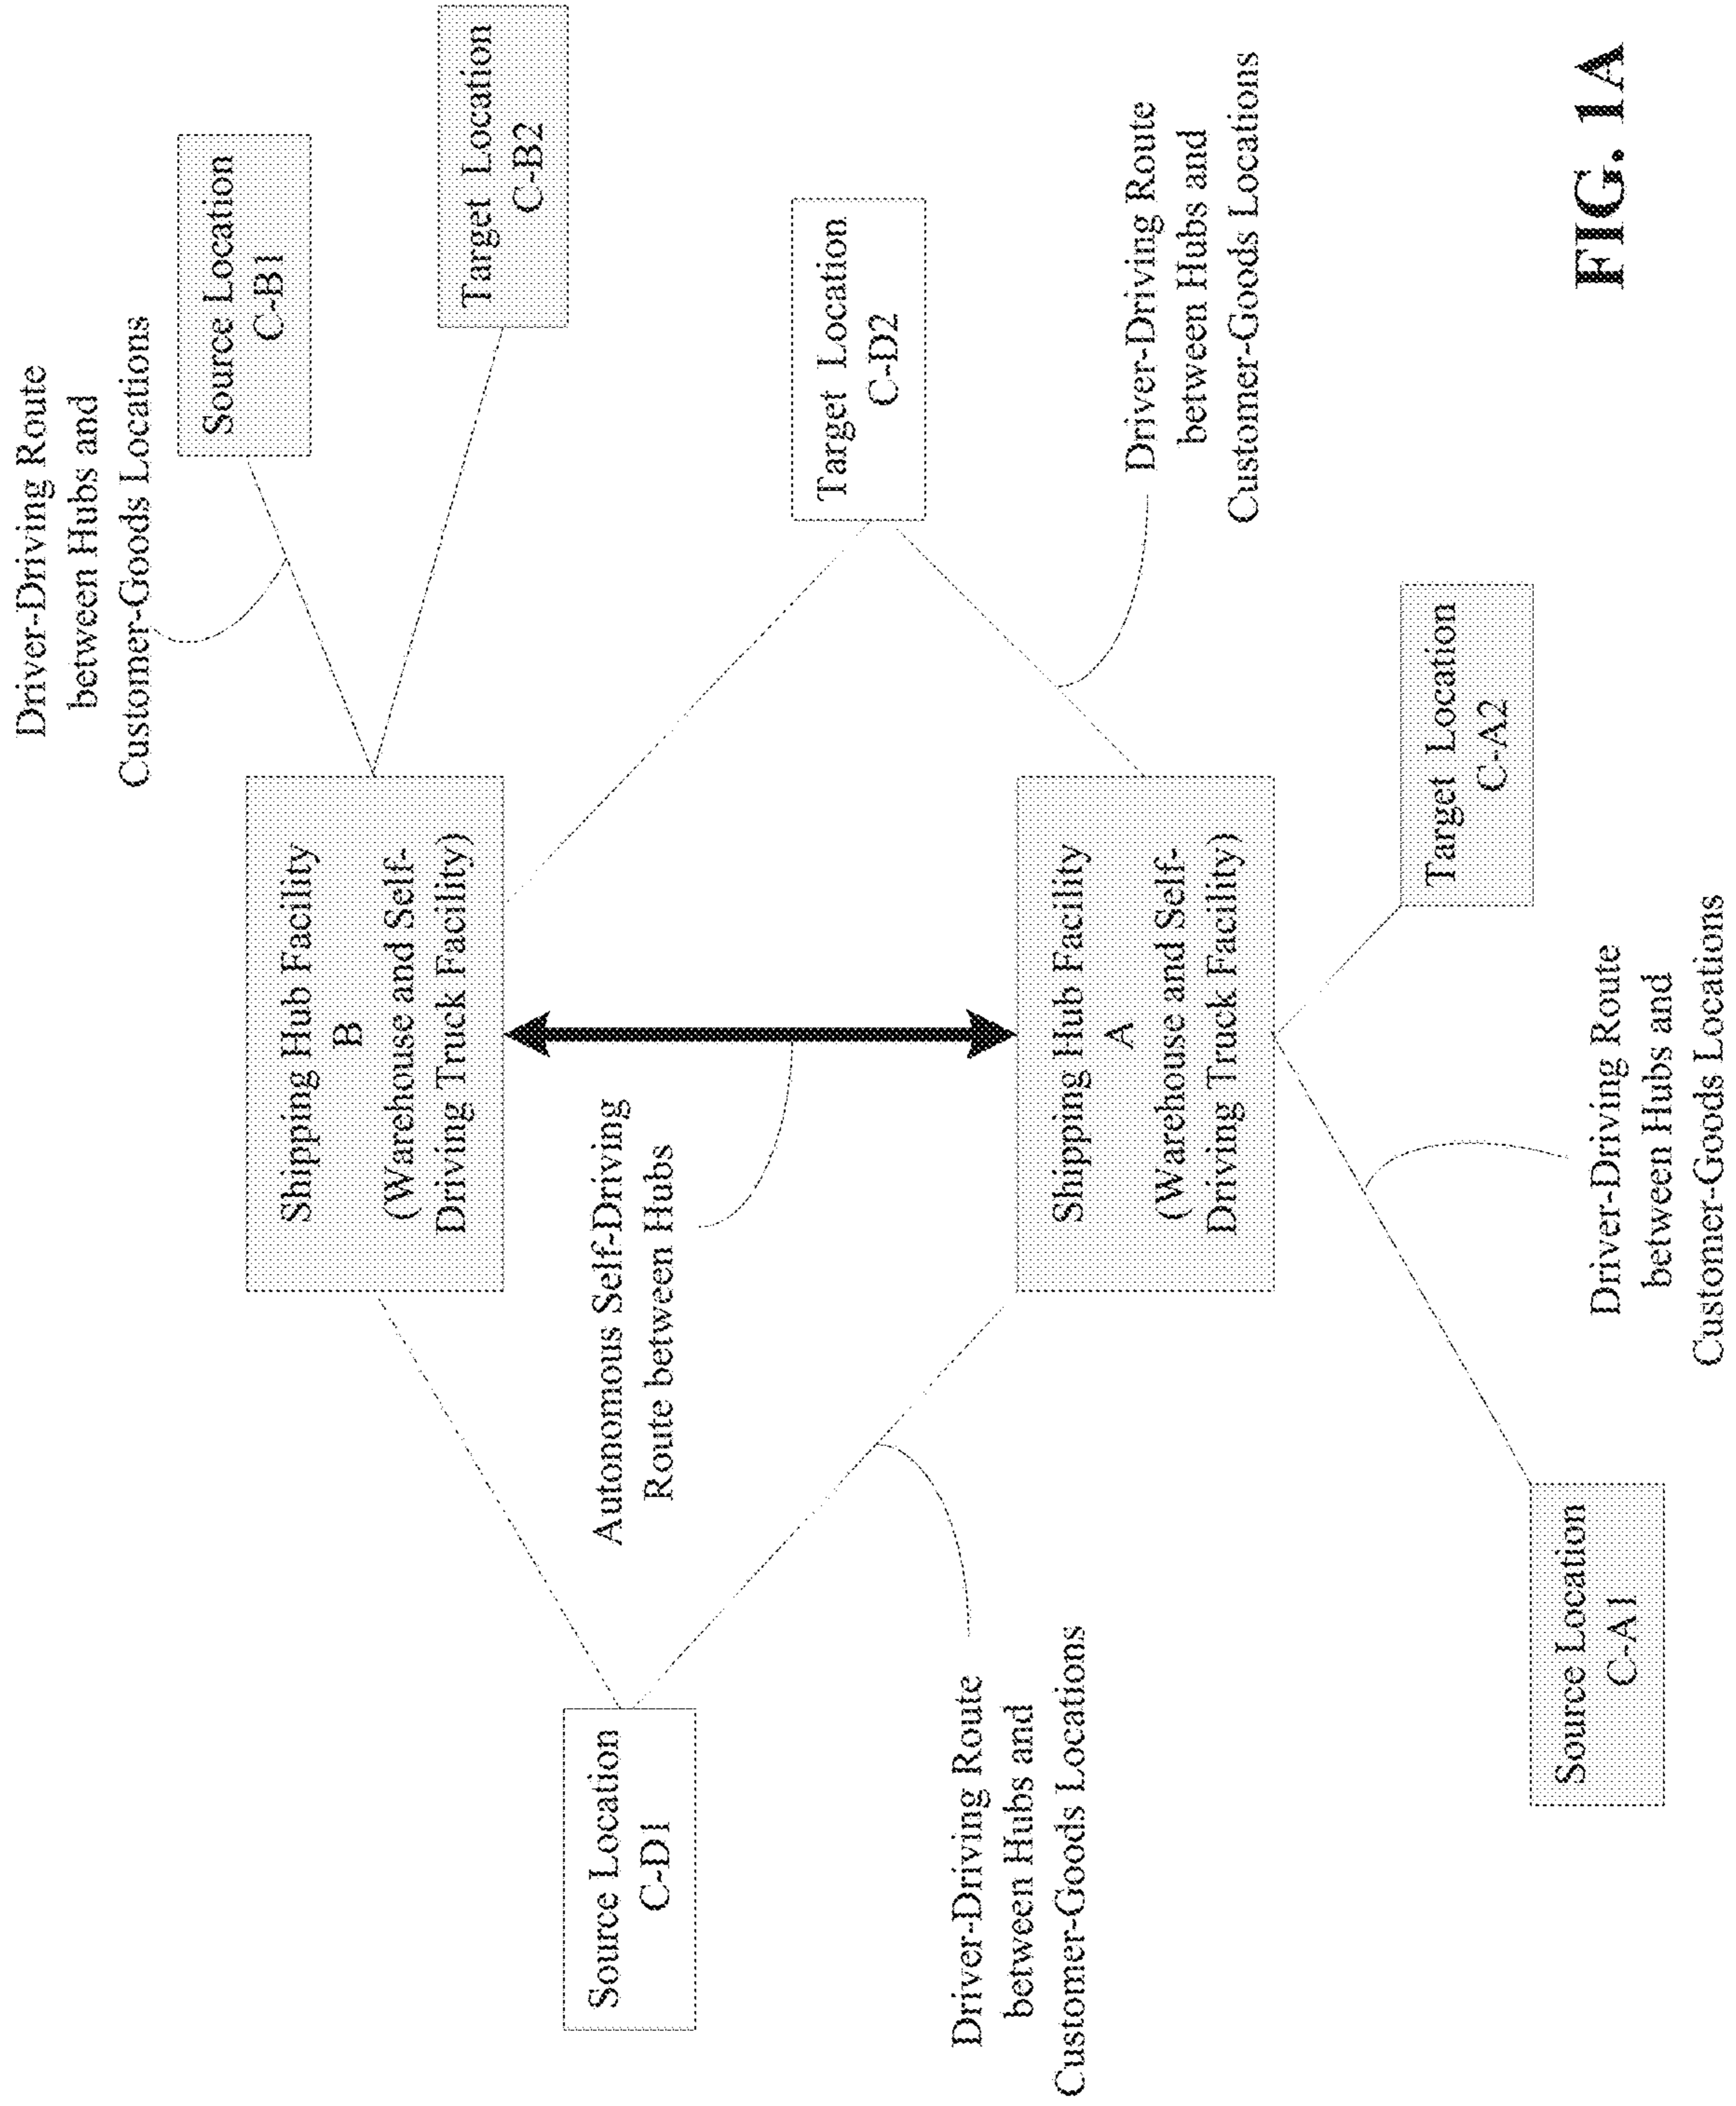 Driver-Driving Route
between Hubs and
Customer-Goods Locations
Source Location
C-B1
Target Location
C-B2
Shipping Hub Facility
B
(Warehouse and Self-
Driving Truck Facility)
Autonomous Self-Driving
Route between Hubs
Source Location
C-D1
Target Location
C-D2
Driver-Driving Route
between Hubs and
Customer-Goods Locations
Driver-Driving Route
between Hubs and
Customer-Goods Locations
Shipping Hub Facility
A
(Warehouse and Self-
Driving Truck Facility)
Target Location
C-A2
Source Location
C-A1
Driver-Driving Route
between Hubs and
Customer-Goods Locations
FIG. 1A